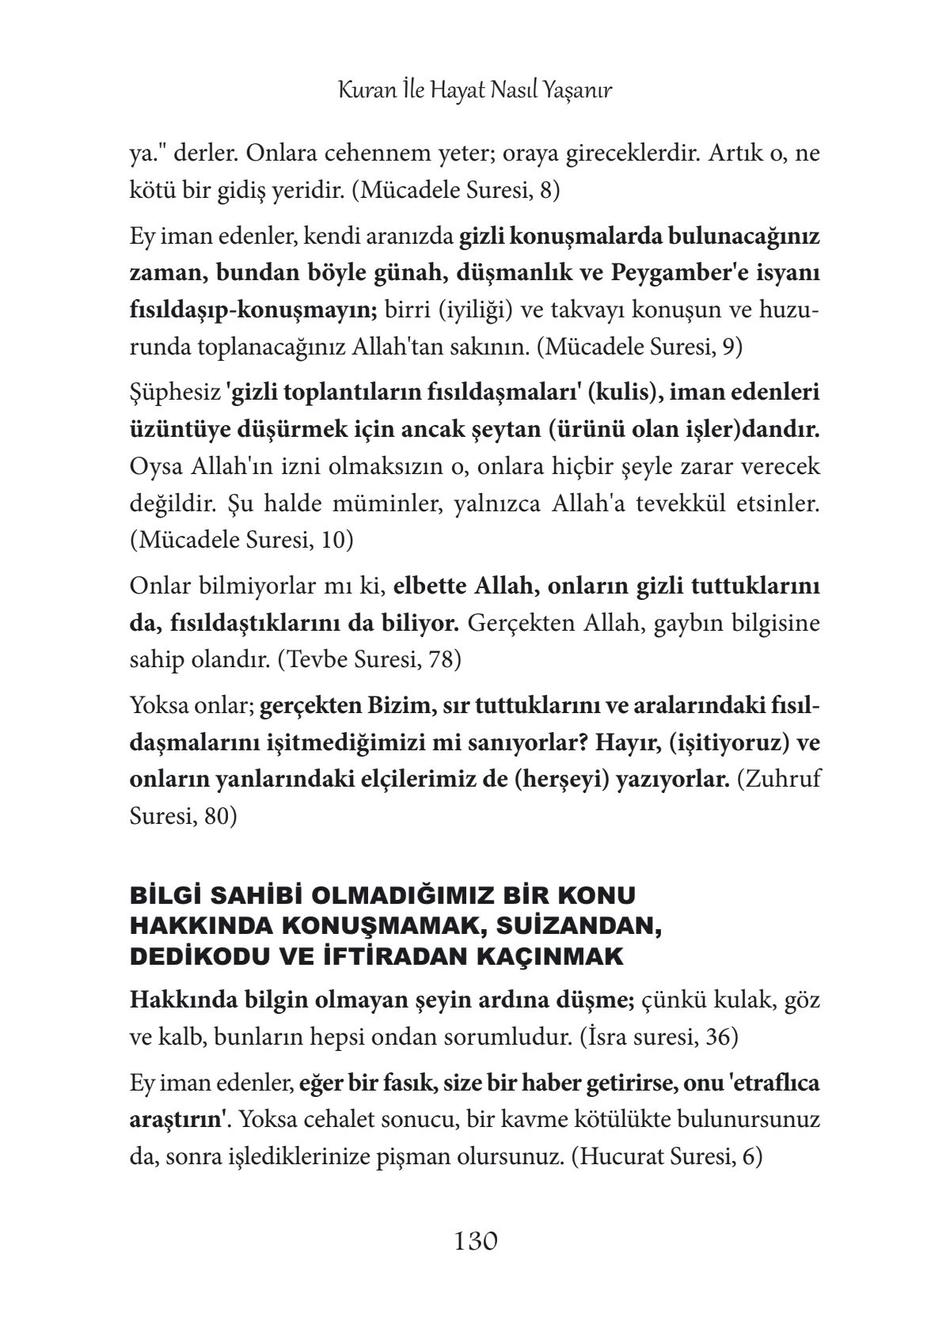 Kuran İle Hayat Nasıl Yaşanır
ya." derler. Onlara cehennem yeter; oraya gireceklerdir. Artık o, ne
kötü bir gidiş yeridir. (Mücadele Suresi, 8)
Ey iman edenler, kendi aranızda gizli konuşmalarda bulunacağınız
zaman, bundan böyle günah, düşmanlık ve Peygamber'e isyanı
fısıldaşıp-konuşmayın; birri (iyiliği) ve takvayı konuşun ve huzu-
runda toplanacağınız Allah'tan sakının. (Mücadele Suresi, 9)
Şüphesiz 'gizli toplantıların fısıldaşmaları' (kulis), iman edenleri
üzüntüye düşürmek için ancak şeytan (ürünü olan işler)dandır.
Oysa Allah'ın izni olmaksızın o, onlara hiçbir şeyle zarar verecek
değildir. Şu halde müminler, yalnızca Allah'a tevekkül etsinler.
(Mücadele Suresi, 10)
Onlar bilmiyorlar mı ki, elbette Allah, onların gizli tuttuklarını
da, fısıldaştıklarını da biliyor. Gerçekten Allah, gaybın bilgisine
sahip olandır. (Tevbe Suresi, 78)
Yoksa onlar; gerçekten Bizim, sır tuttuklarını ve aralarındaki fısıl-
daşmalarını işitmediğimizi mi sanıyorlar? Hayır, (işitiyoruz) ve
onların yanlarındaki elçilerimiz de (herşeyi) yazıyorlar. (Zuhruf
Suresi, 80)
BİLGİ SAHİBİ OLMADIĞIMIZ BİR KONU
HAKKINDA KONUŞMAMAK, SUİZANDAN,
DEDİKODU VE İFTİRADAN KAÇINMAK
Hakkında bilgin olmayan şeyin ardına düşme; çünkü kulak, göz
ve kalb, bunların hepsi ondan sorumludur. (İsra suresi, 36)
Ey iman edenler, eğer bir fasık, size bir haber getirirse, onu 'etraflıca
araştırın'. Yoksa cehalet sonucu, bir kavme kötülükte bulunursunuz
da, sonra işlediklerinize pişman olursunuz. (Hucurat Suresi, 6)
130